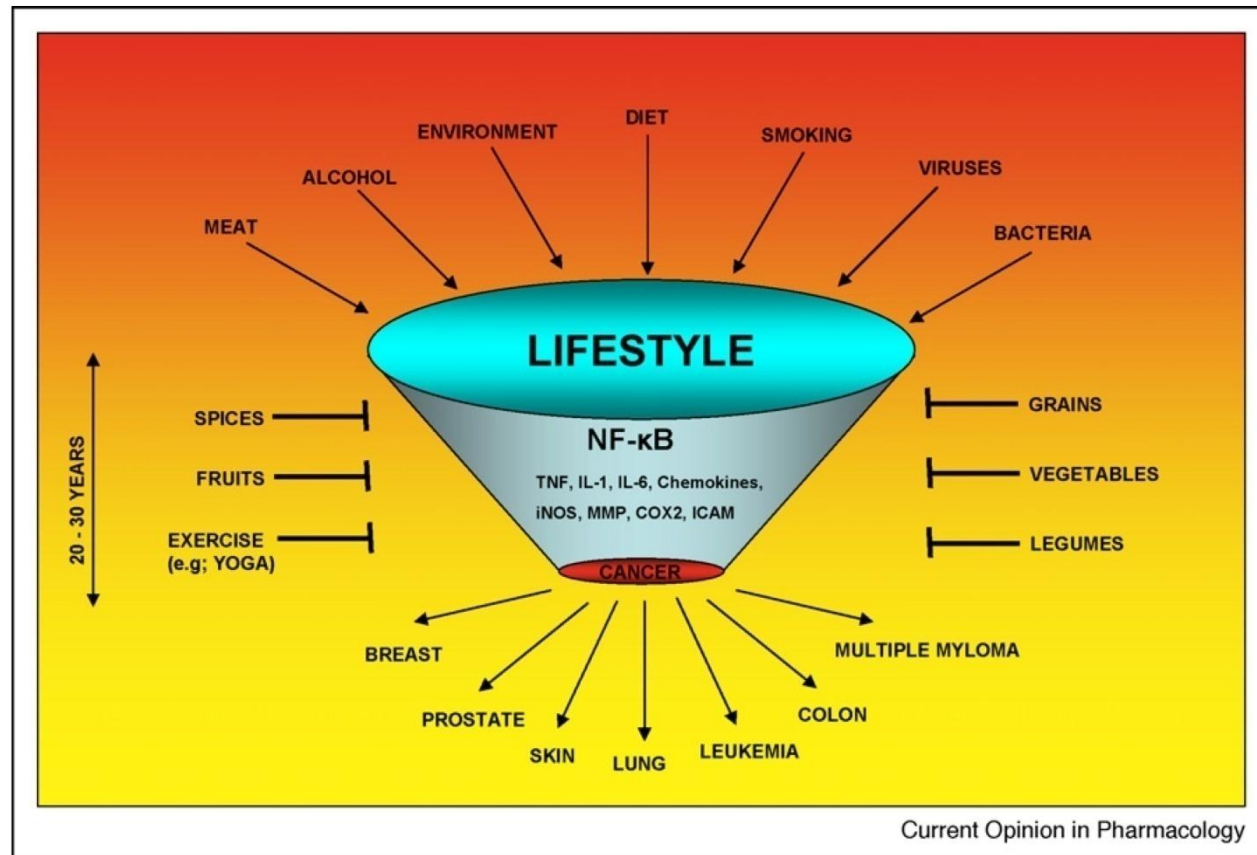 DIET
ENVIRONMENT
SMOKING
ALCOHOL
VIRUSES
MEAT
BACTERIA
LIFESTYLE
20 - 30 YEARS
SPICES
FRUITS
EXERCISE
(e.g; YOGA)
NF-κB
TNF, IL-1, IL-6, Chemokines,
iNOS, MMP, COX2, ICAM
GRAINS
VEGETABLES
LEGUMES
CANCER
BREAST
PROSTATE
SKIN
LUNG
LEUKEMIA
COLON
MULTIPLE MYLOMA
Current Opinion in Pharmacology